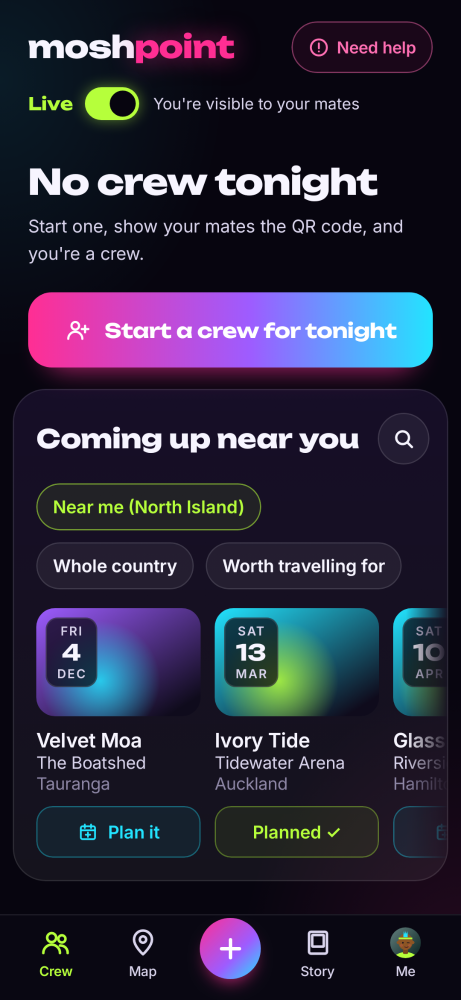 moshpoint
Need help
Live
You're visible to your mates
No crew tonight
Start one, show your mates the QR code, and
you're a crew.
Start a crew for tonight
Coming up near you
Near me (North Island)
Whole country
Worth travelling for
FRI
4
DEC
Velvet Moa
The Boatshed
Tauranga
Plan it
SAT
13
MAR
Ivory Tide
Tidewater Arena
Auckland
Planned ✓
SAT
10
APR
Glass
Crew
Map
Story
Me